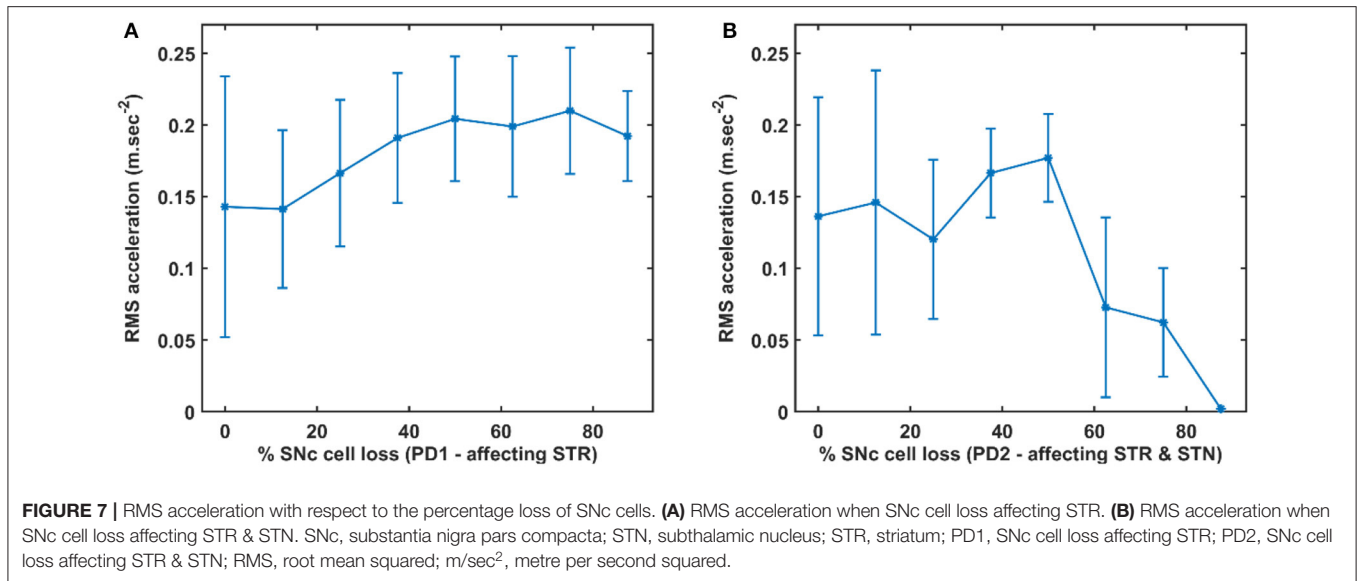 A
B
0.25
0.2
0.15
0.1
0.05
0
RMS acceleration (m.sec⁻²)
0 20 40 60 80
% SNc cell loss (PD1 - affecting STR)
0.25
0.2
0.15
0.1
0.05
0
RMS acceleration (m.sec⁻²)
0 20 40 60 80
% SNc cell loss (PD2 - affecting STR & STN)
FIGURE 7 | RMS acceleration with respect to the percentage loss of SNc cells. (A) RMS acceleration when SNc cell loss affecting STR. (B) RMS acceleration when
SNc cell loss affecting STR & STN. SNc, substantia nigra pars compacta; STN, subthalamic nucleus; STR, striatum; PD1, SNc cell loss affecting STR; PD2, SNc cell
loss affecting STR & STN; RMS, root mean squared; m/sec², metre per second squared.